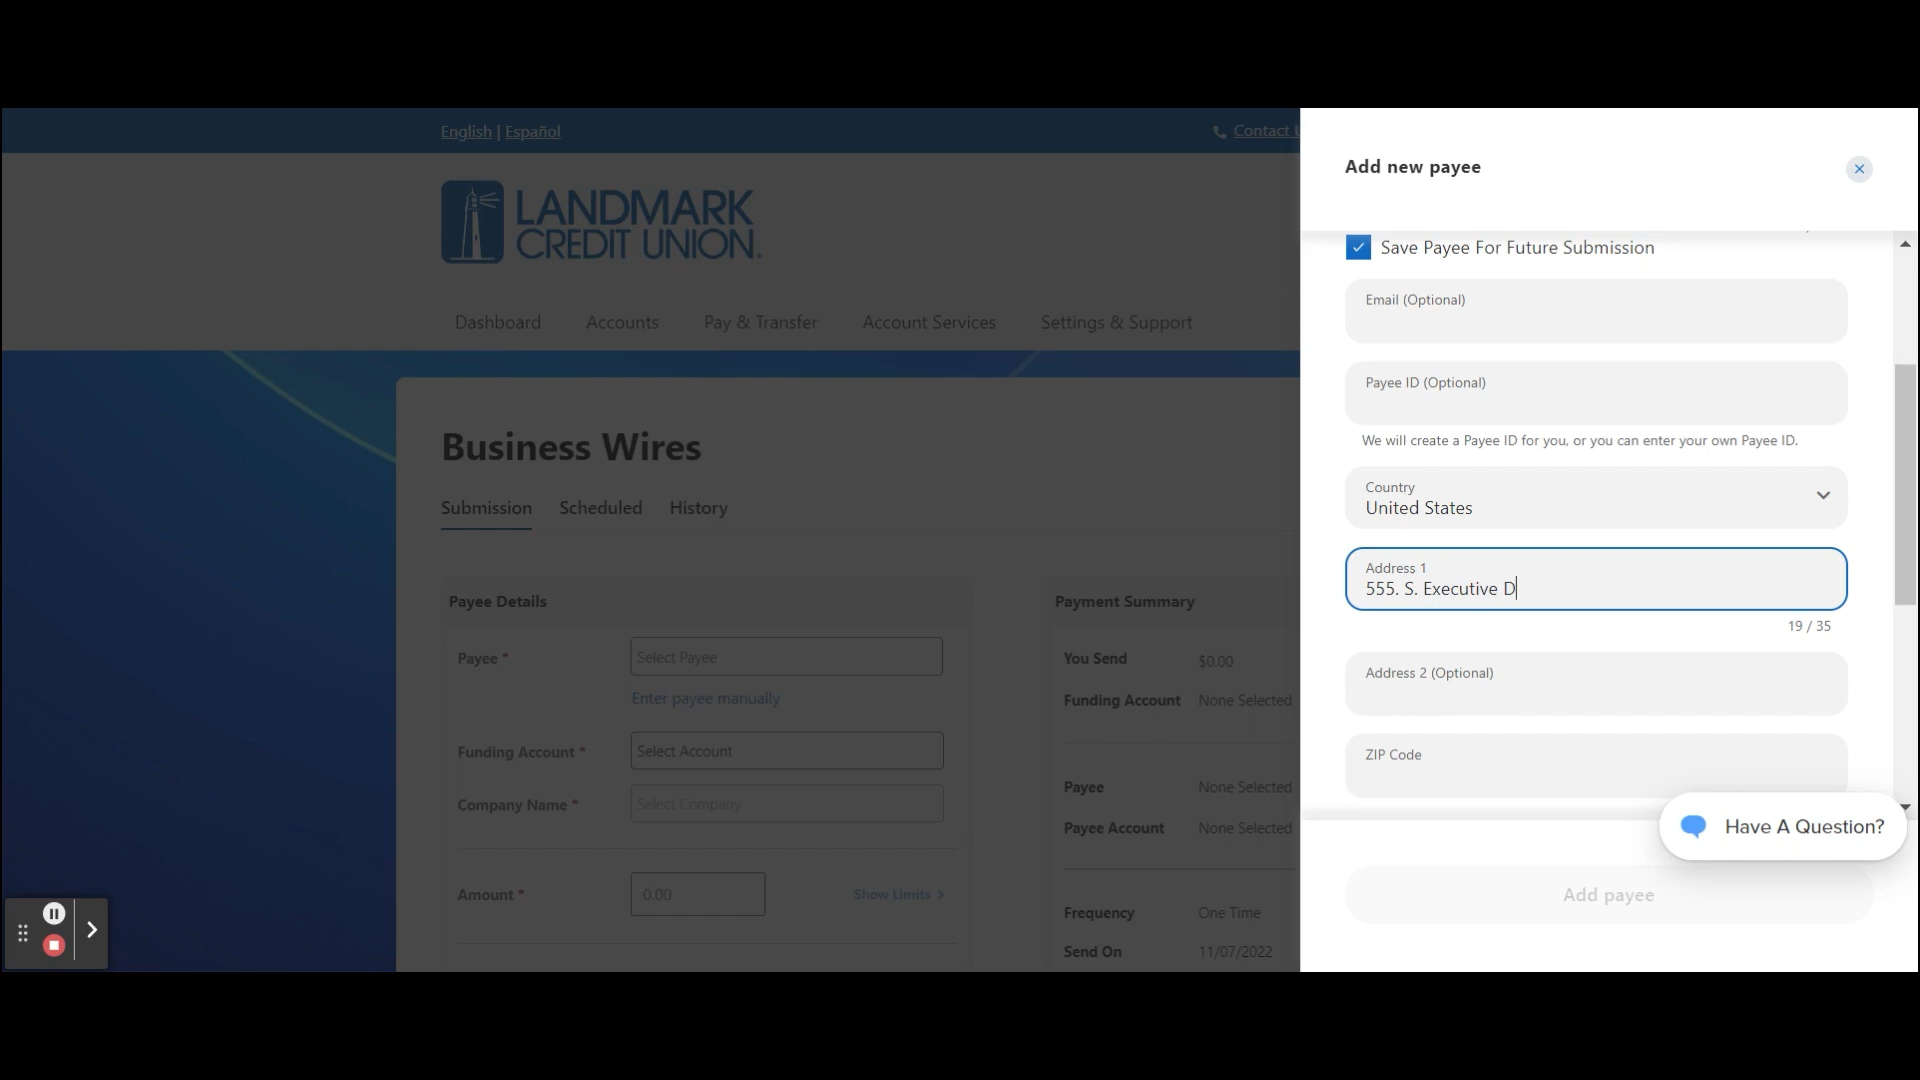 English | Español
Contact U
LANDMARK
CREDIT UNION.
Dashboard
Accounts
Pay & Transfer
Account Services
Settings & Support
Business Wires
Submission
Scheduled
History
Payee Details
Payee *
Select Payee
Enter payee manually
Funding Account *
Select Account
Company Name *
Select Company
Amount *
0.00
Show Limits >
Payment Summary
You Send
$0.00
Funding Account
None Selected
Payee
None Selected
Payee Account
None Selected
Frequency
One Time
Send On
11/07/2022
Add new payee
Save Payee For Future Submission
Email (Optional)
Payee ID (Optional)
We will create a Payee ID for you, or you can enter your own Payee ID.
Country
United States
Address 1
555. S. Executive D
19 / 35
Address 2 (Optional)
ZIP Code
Have A Question?
Add payee